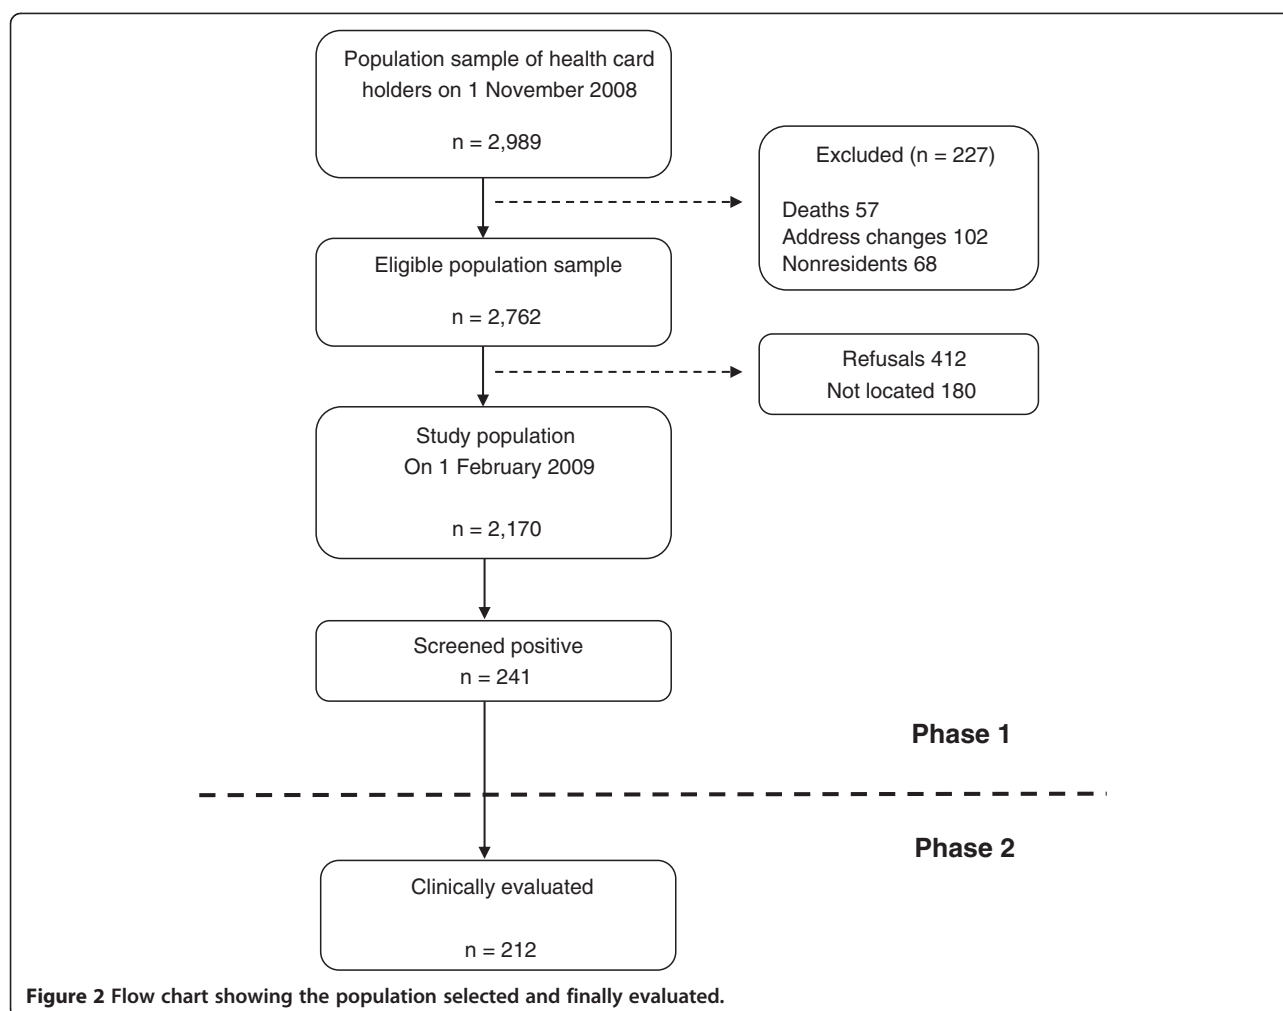 Population sample of health card
holders on 1 November 2008
n = 2,989
Excluded (n = 227)
Deaths 57
Address changes 102
Nonresidents 68
Eligible population sample
n = 2,762
Refusals 412
Not located 180
Study population
On 1 February 2009
n = 2,170
Screened positive
n = 241
Phase 1
Phase 2
Clinically evaluated
n = 212
Figure 2 Flow chart showing the population selected and finally evaluated.